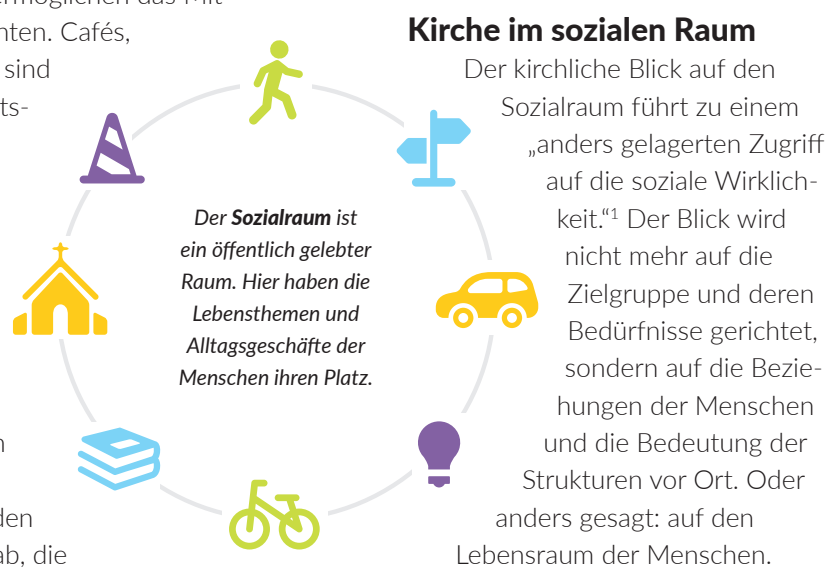 ermöglichen das Mit
nten. Cafés,
sind
ts-
n
den
ab, die
Der Sozialraum ist
ein öffentlich gelebter
Raum. Hier haben die
Lebensthemen und
Alltagsgeschäfte der
Menschen ihren Platz.
Kirche im sozialen Raum
Der kirchliche Blick auf den
Sozialraum führt zu einem
„anders gelagerten Zugriff
auf die soziale Wirklich-
keit.“¹ Der Blick wird
nicht mehr auf die
Zielgruppe und deren
Bedürfnisse gerichtet,
sondern auf die Bezie-
hungen der Menschen
und die Bedeutung der
Strukturen vor Ort. Oder
anders gesagt: auf den
Lebensraum der Menschen.